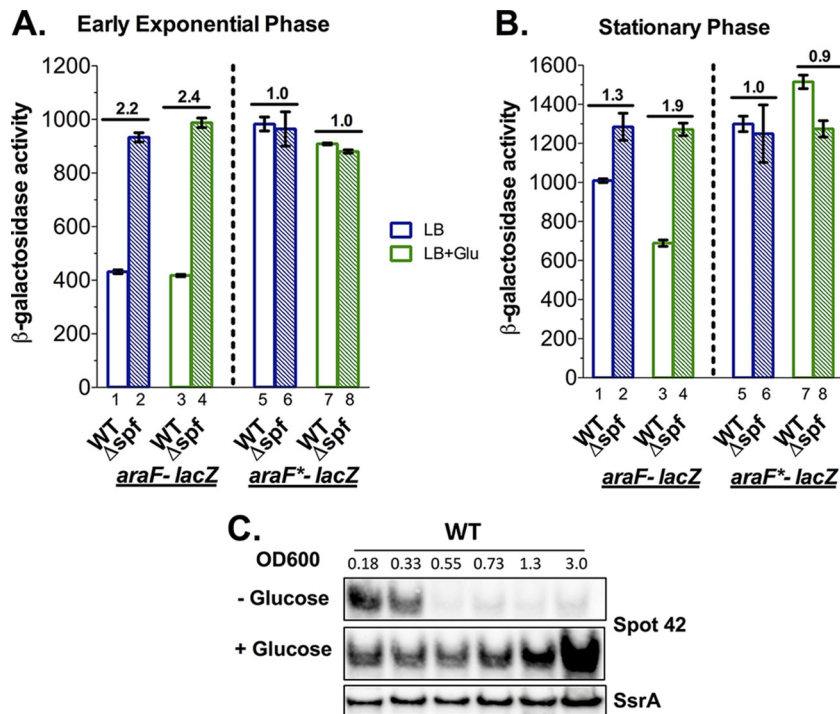 A.
Early Exponential Phase
β-galactosidase activity
1200
1000
800
600
400
200
0
2.2
2.4
1.0
1.0
1 2 3 4 5 6 7 8
WT Δspf WT Δspf WT Δspf WT Δspf
araF- lacZ araF*- lacZ
LB
LB+Glu
B.
Stationary Phase
β-galactosidase activity
1600
1400
1200
1000
800
600
400
200
0
1.3
1.9
1.0
0.9
1 2 3 4 5 6 7 8
WT Δspf WT Δspf WT Δspf WT Δspf
araF- lacZ araF*- lacZ
C.
WT
OD600 0.18 0.33 0.55 0.73 1.3 3.0
- Glucose
+ Glucose
Spot 42
SsrA